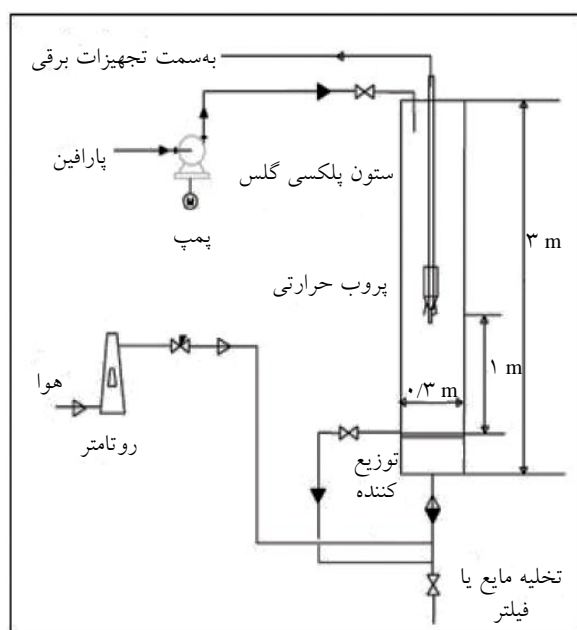 به‌سمت تجهیزات برقی
پارافین
پمپ
ستون پلکسی گلس
۳ m
پروب حرارتی
۱ m
هوا
روتامتر
۰/۳ m
توزیع
کننده
تخلیه مایع یا
فیلتر